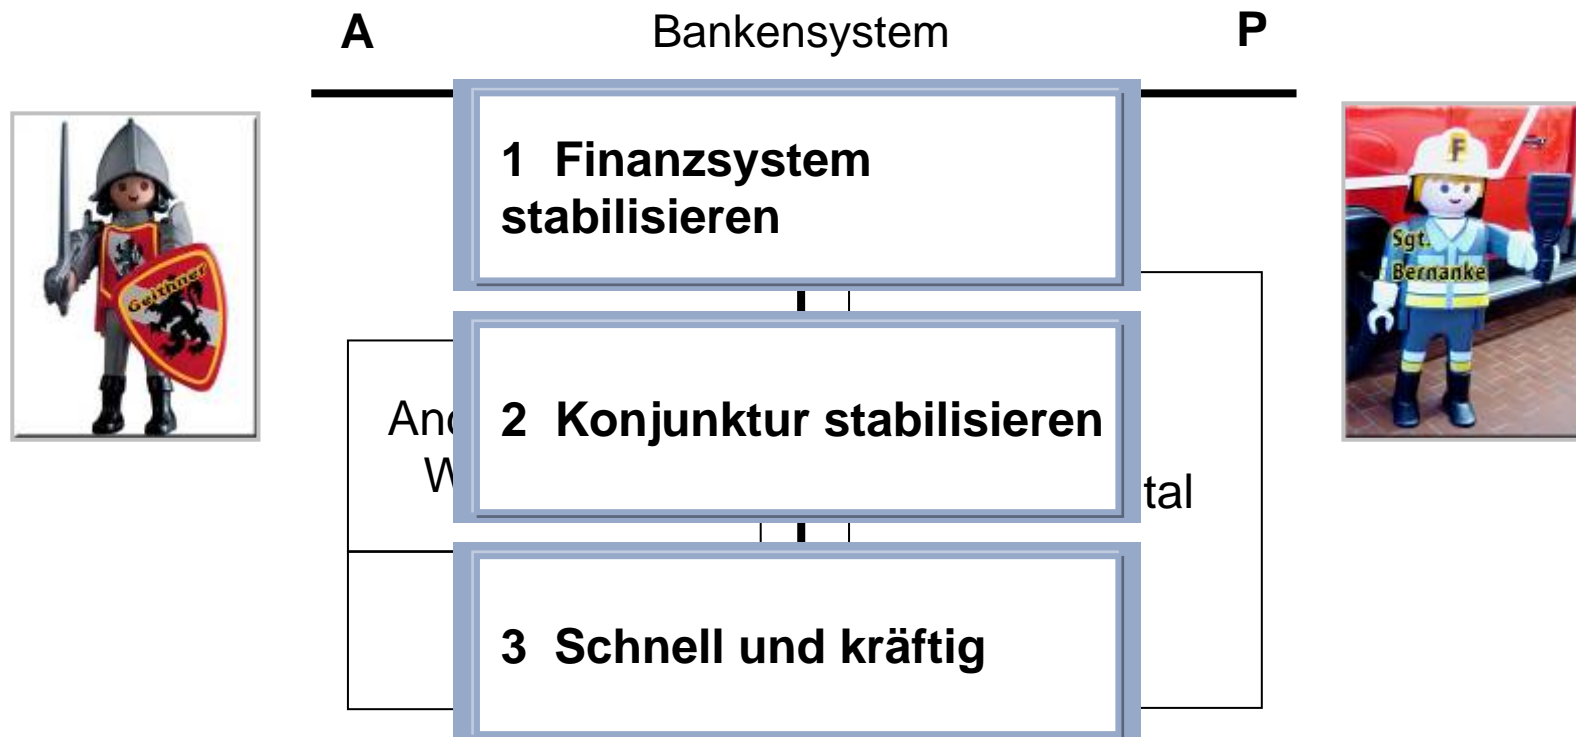 A Bankensystem P
1 Finanzsystem
stabilisieren
Geithner
F
Sgt.
Bernanke
2 Konjunktur stabilisieren
3 Schnell und kräftig